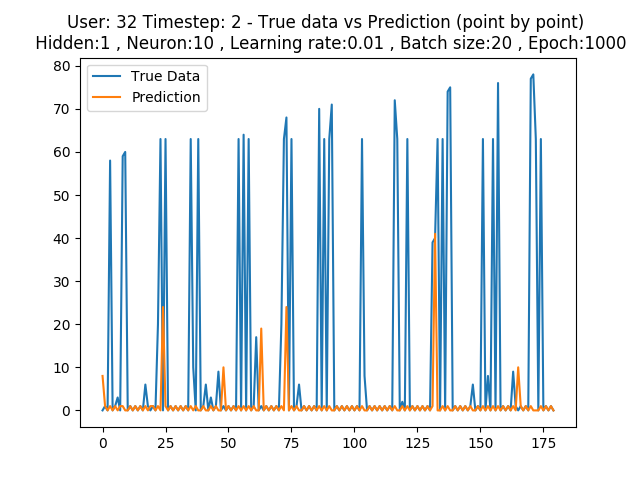 User: 32 Timestep: 2 - True data vs Prediction (point by point)
Hidden:1 , Neuron:10 , Learning rate:0.01 , Batch size:20 , Epoch:1000
True Data
Prediction
80
70
60
50
40
30
20
10
0
0 25 50 75 100 125 150 175